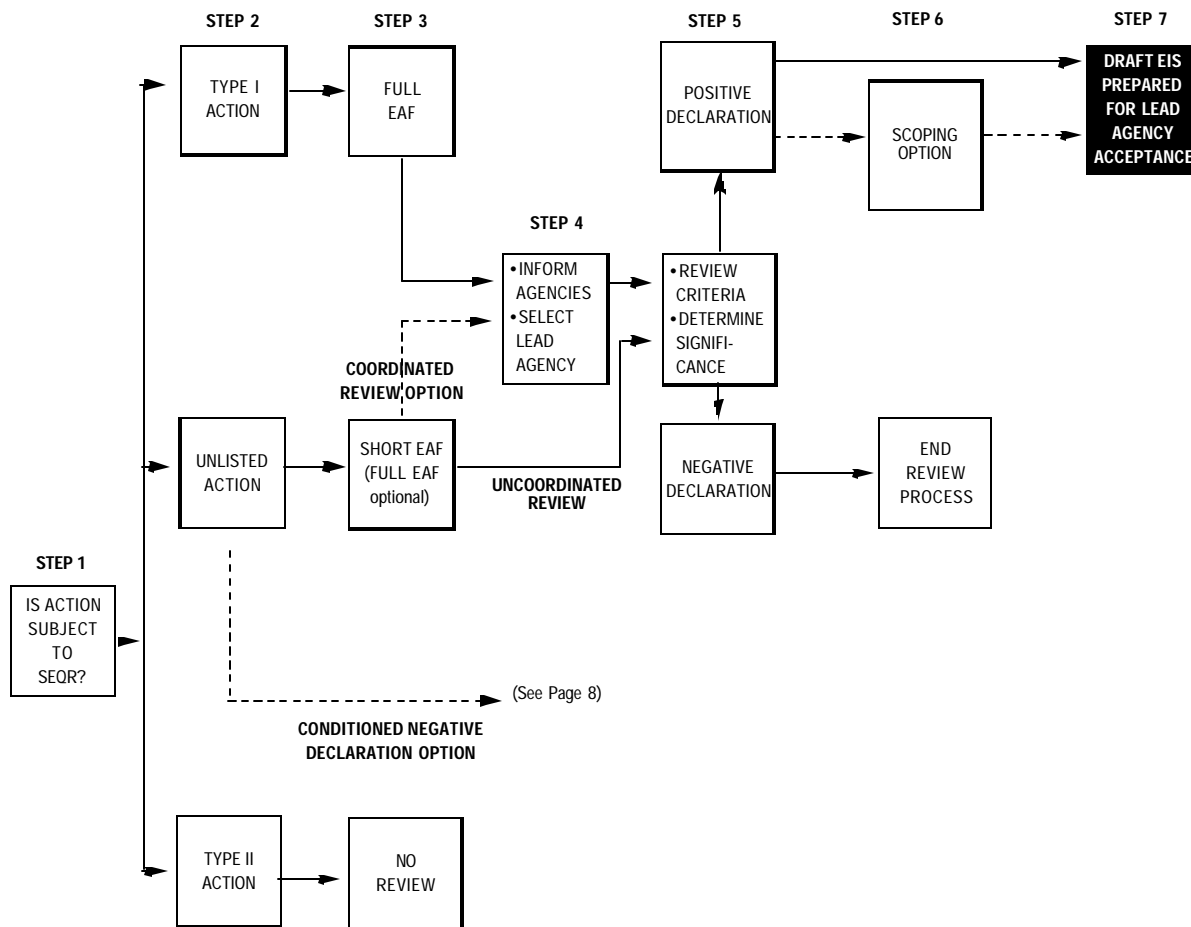 STEP 2
STEP 3
STEP 5
STEP 6
STEP 7
TYPE I
ACTION
FULL
EAF
POSITIVE
DECLARATION
SCOPING
OPTION
DRAFT EIS
PREPARED
FOR LEAD
AGENCY
ACCEPTANCE
STEP 4
•INFORM
AGENCIES
•SELECT
LEAD
AGENCY
•REVIEW
CRITERIA
•DETERMINE
SIGNIFI-
CANCE
COORDINATED
REVIEW OPTION
UNLISTED
ACTION
SHORT EAF
(FULL EAF
optional)
UNCOORDINATED
REVIEW
NEGATIVE
DECLARATION
END
REVIEW
PROCESS
STEP 1
IS ACTION
SUBJECT
TO
SEQR?
(See Page 8)
CONDITIONED NEGATIVE
DECLARATION OPTION
TYPE II
ACTION
NO
REVIEW